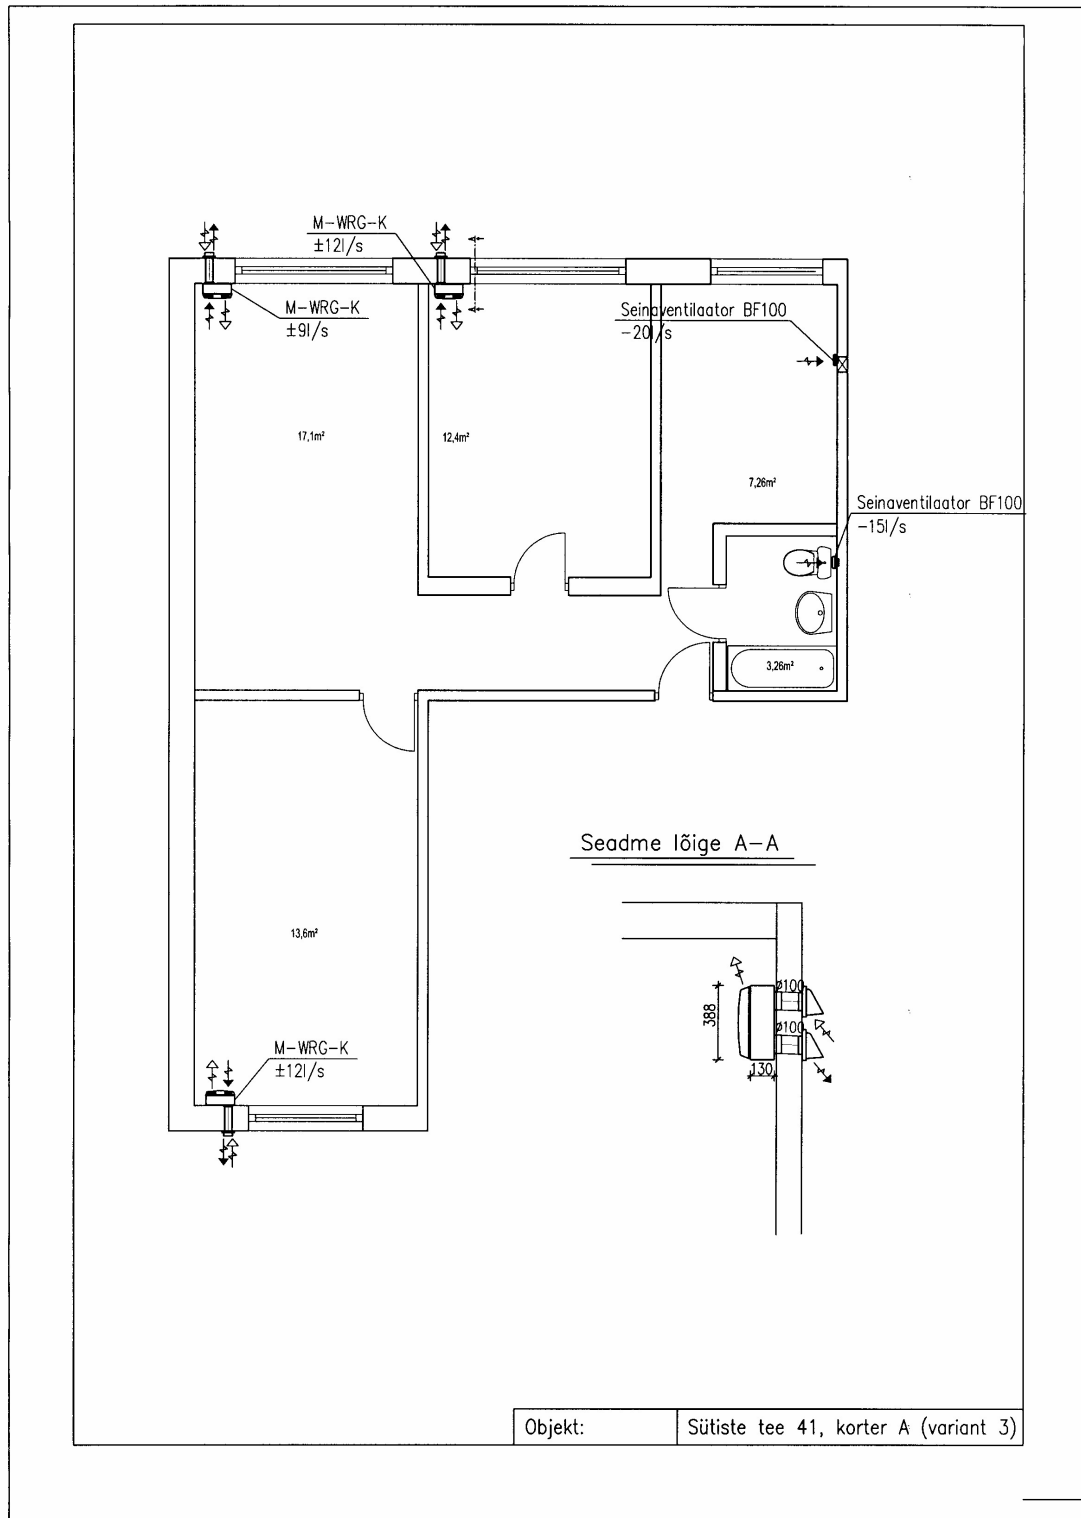 M-WRG-K
±12l/s
M-WRG-K
±9l/s
Seinaventilaator BF100
-20l/s
17,1m²
12,4m²
7,26m²
Seinaventilaator BF100
-15l/s
3,26m²
Seadme lõige A-A
13,6m²
Ø100
388
Ø100
130
M-WRG-K
±12l/s
Objekt: Sütiste tee 41, korter A (variant 3)